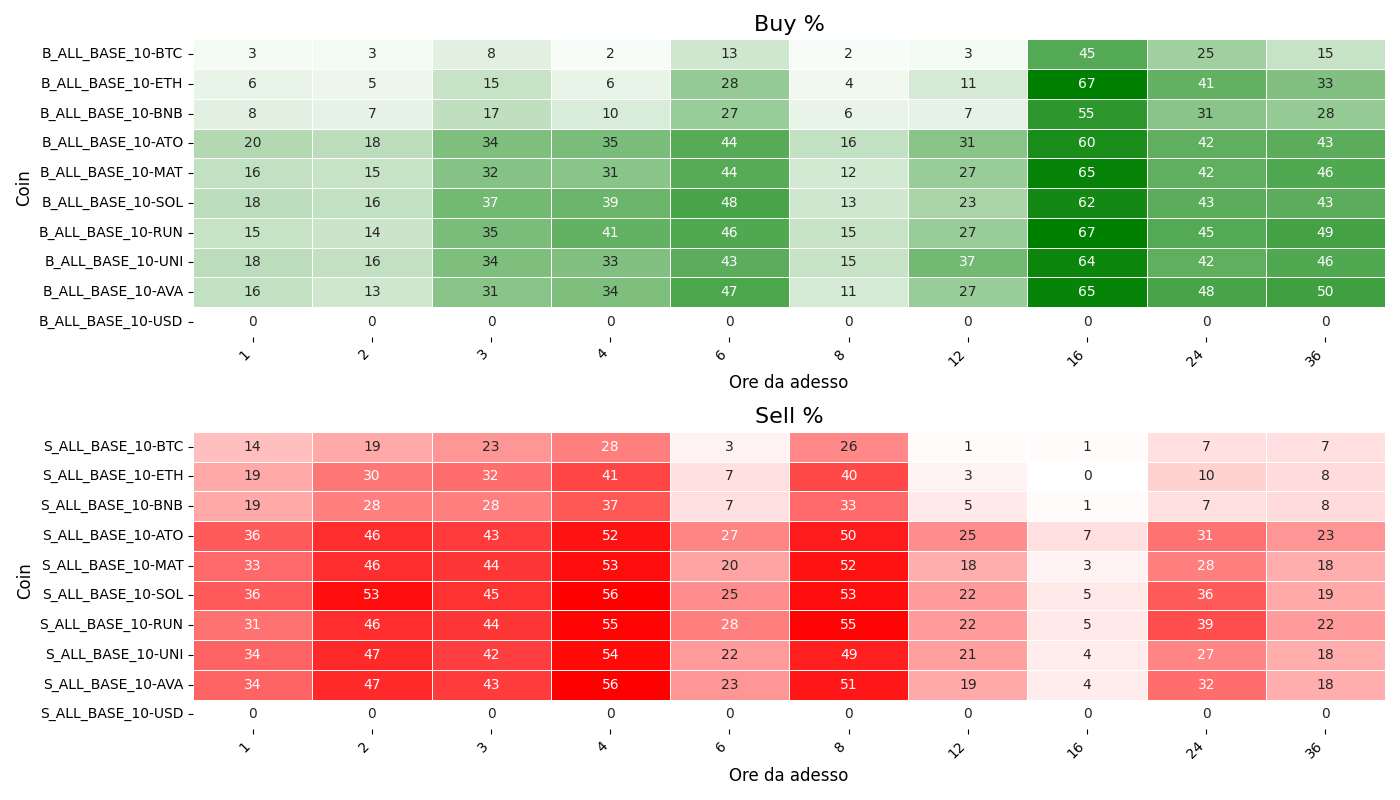 Buy %
Coin
B_ALL_BASE_10-BTC 3 3 8 2 13 2 3 45 25 15
B_ALL_BASE_10-ETH 6 5 15 6 28 4 11 67 41 33
B_ALL_BASE_10-BNB 8 7 17 10 27 6 7 55 31 28
B_ALL_BASE_10-ATO 20 18 34 35 44 16 31 60 42 43
B_ALL_BASE_10-MAT 16 15 32 31 44 12 27 65 42 46
B_ALL_BASE_10-SOL 18 16 37 39 48 13 23 62 43 43
B_ALL_BASE_10-RUN 15 14 35 41 46 15 27 67 45 49
B_ALL_BASE_10-UNI 18 16 34 33 43 15 37 64 42 46
B_ALL_BASE_10-AVA 16 13 31 34 47 11 27 65 48 50
B_ALL_BASE_10-USD 0 0 0 0 0 0 0 0 0 0
1 2 3 4 6 8 12 16 24 36
Ore da adesso
Sell %
Coin
S_ALL_BASE_10-BTC 14 19 23 28 3 26 1 1 7 7
S_ALL_BASE_10-ETH 19 30 32 41 7 40 3 0 10 8
S_ALL_BASE_10-BNB 19 28 28 37 7 33 5 1 7 8
S_ALL_BASE_10-ATO 36 46 43 52 27 50 25 7 31 23
S_ALL_BASE_10-MAT 33 46 44 53 20 52 18 3 28 18
S_ALL_BASE_10-SOL 36 53 45 56 25 53 22 5 36 19
S_ALL_BASE_10-RUN 31 46 44 55 28 55 22 5 39 22
S_ALL_BASE_10-UNI 34 47 42 54 22 49 21 4 27 18
S_ALL_BASE_10-AVA 34 47 43 56 23 51 19 4 32 18
S_ALL_BASE_10-USD 0 0 0 0 0 0 0 0 0 0
1 2 3 4 6 8 12 16 24 36
Ore da adesso